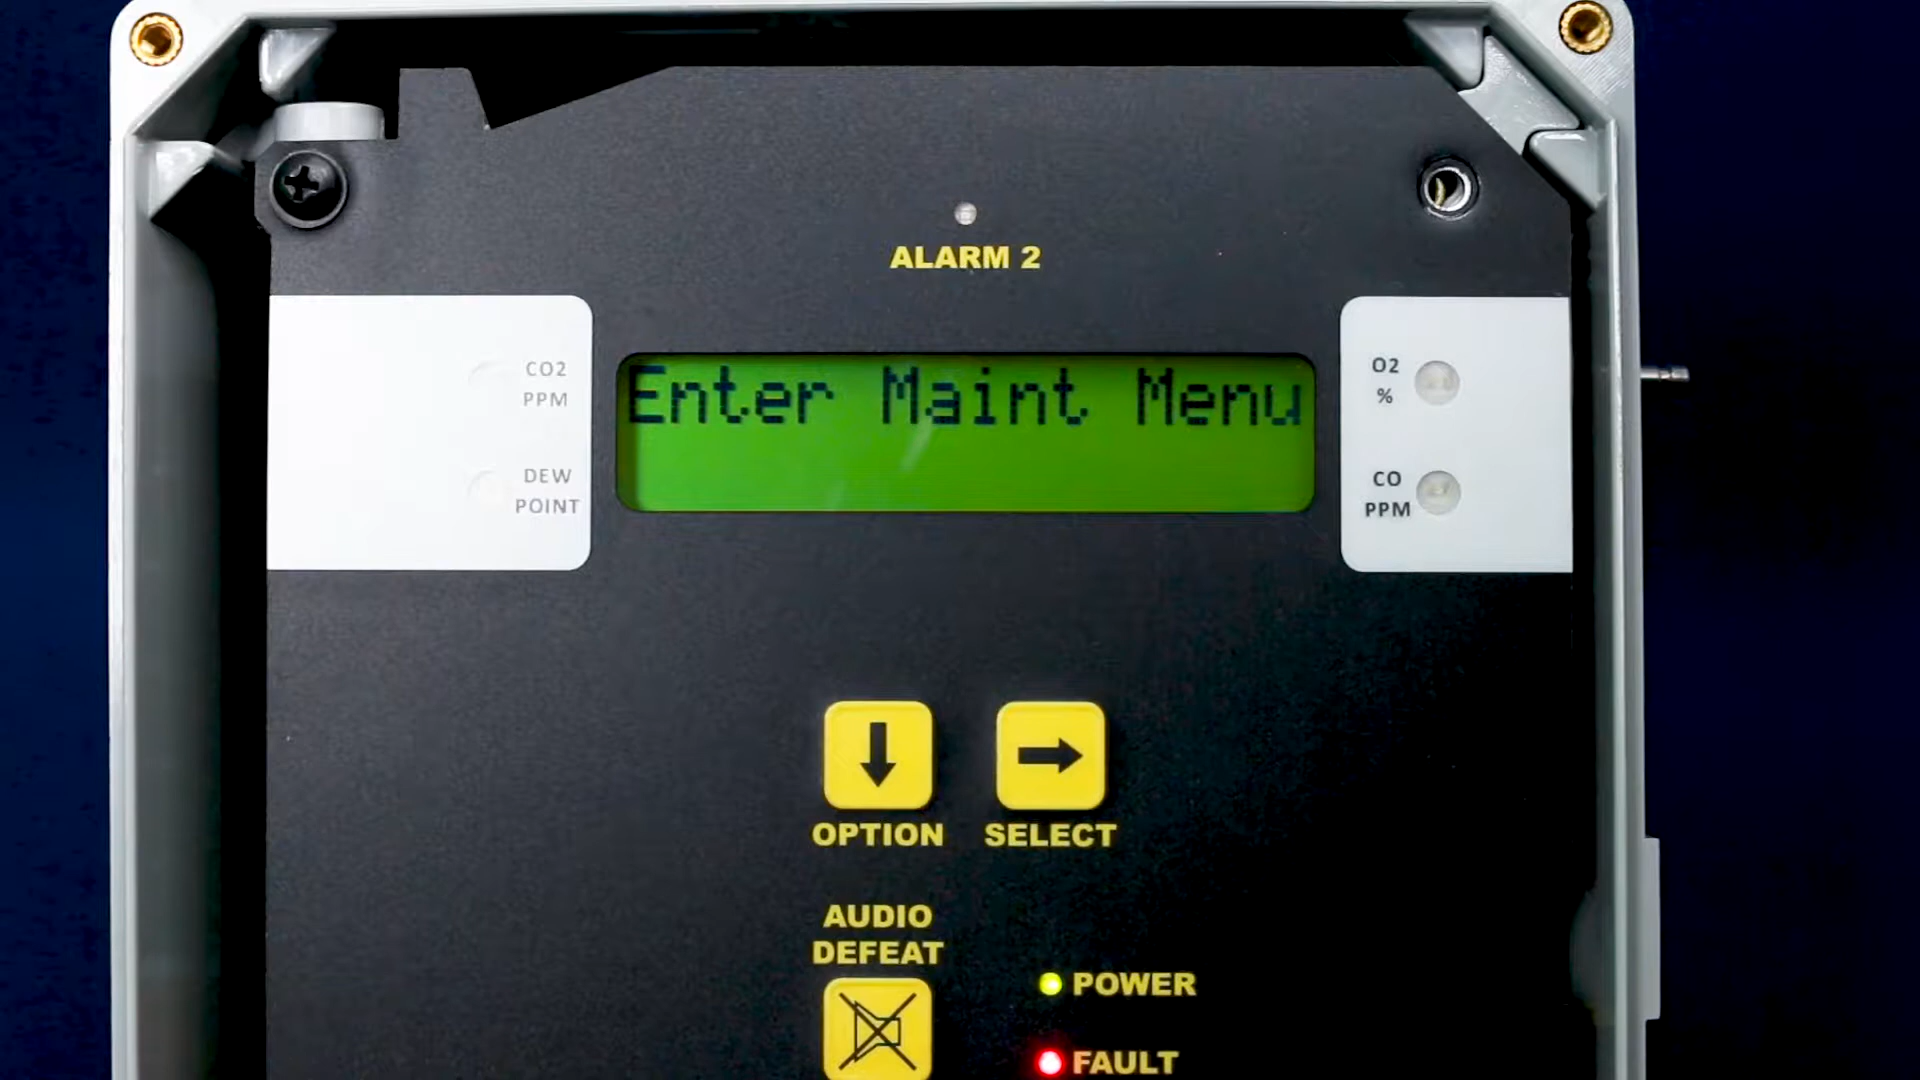 ALARM 2
CO2
PPM
DEW
POINT
Enter Maint Menu
O2
%
CO
PPM
OPTION
SELECT
AUDIO
DEFEAT
POWER
FAULT